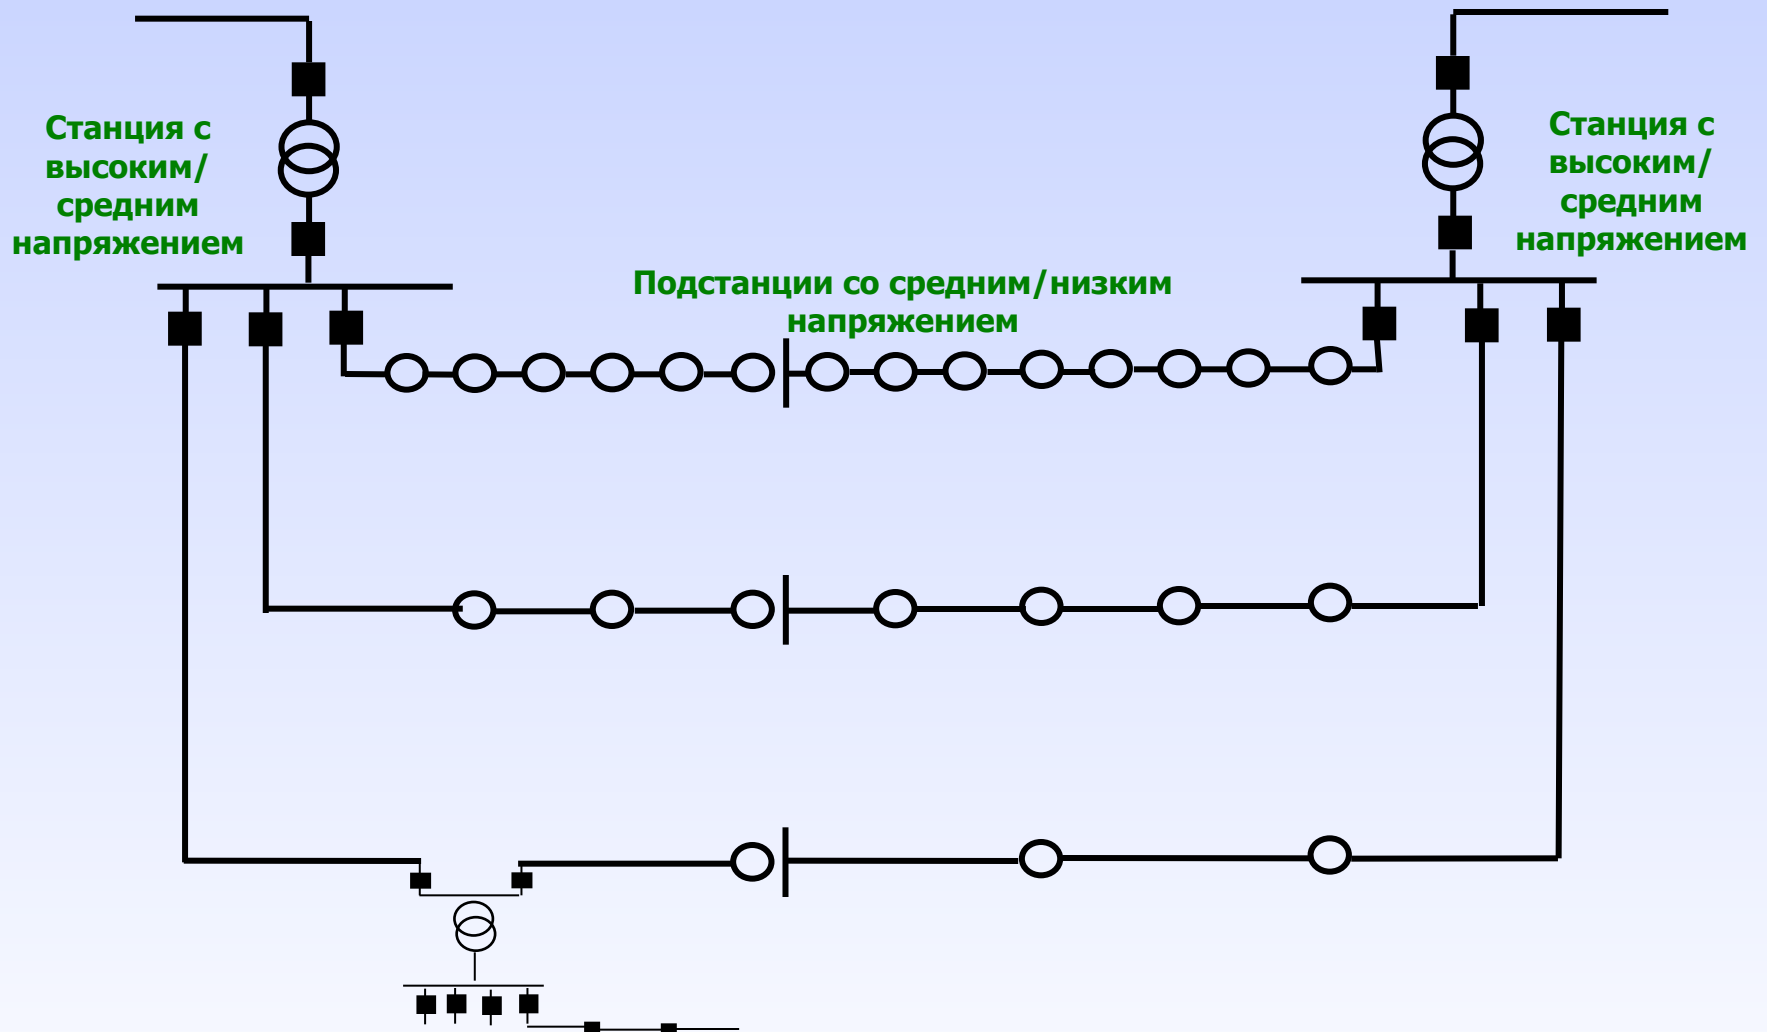 Станция с
высоким/
средним
напряжением
Станция с
высоким/
средним
напряжением
Подстанции со средним/низким
напряжением